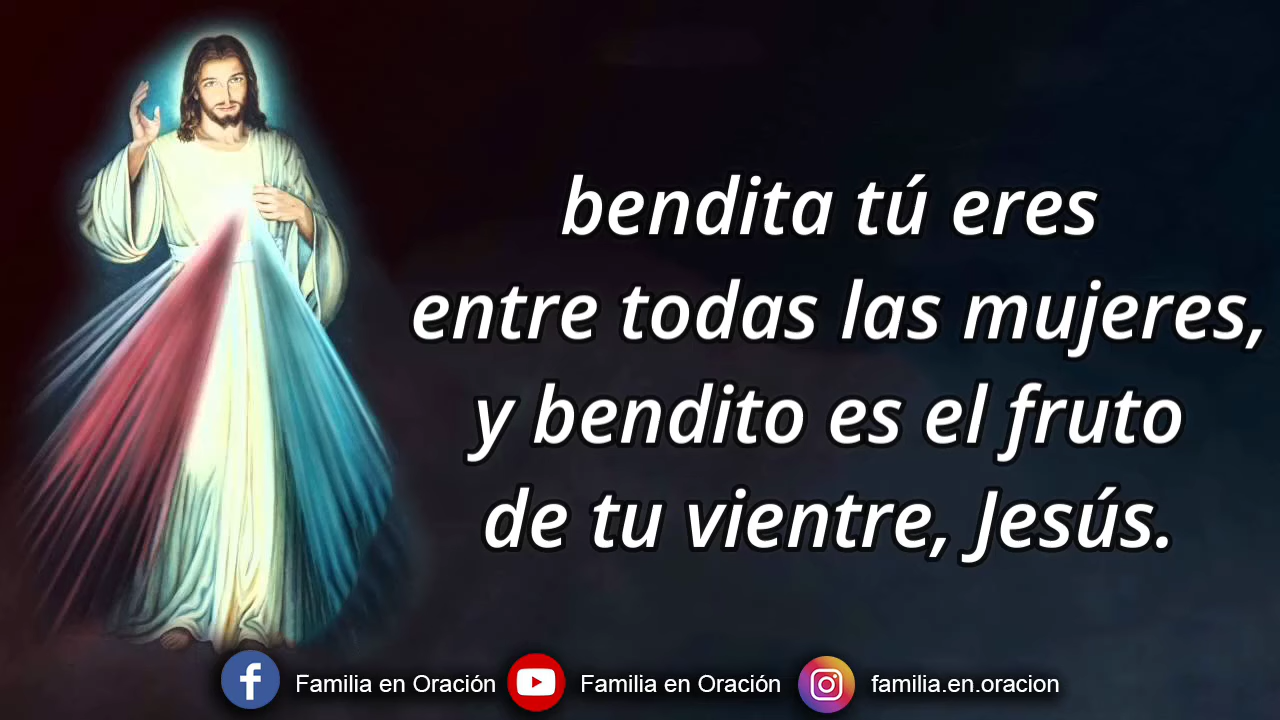 bendita tú eres
entre todas las mujeres,
y bendito es el fruto
de tu vientre, Jesús.
Familia en Oración
Familia en Oración
familia.en.oracion